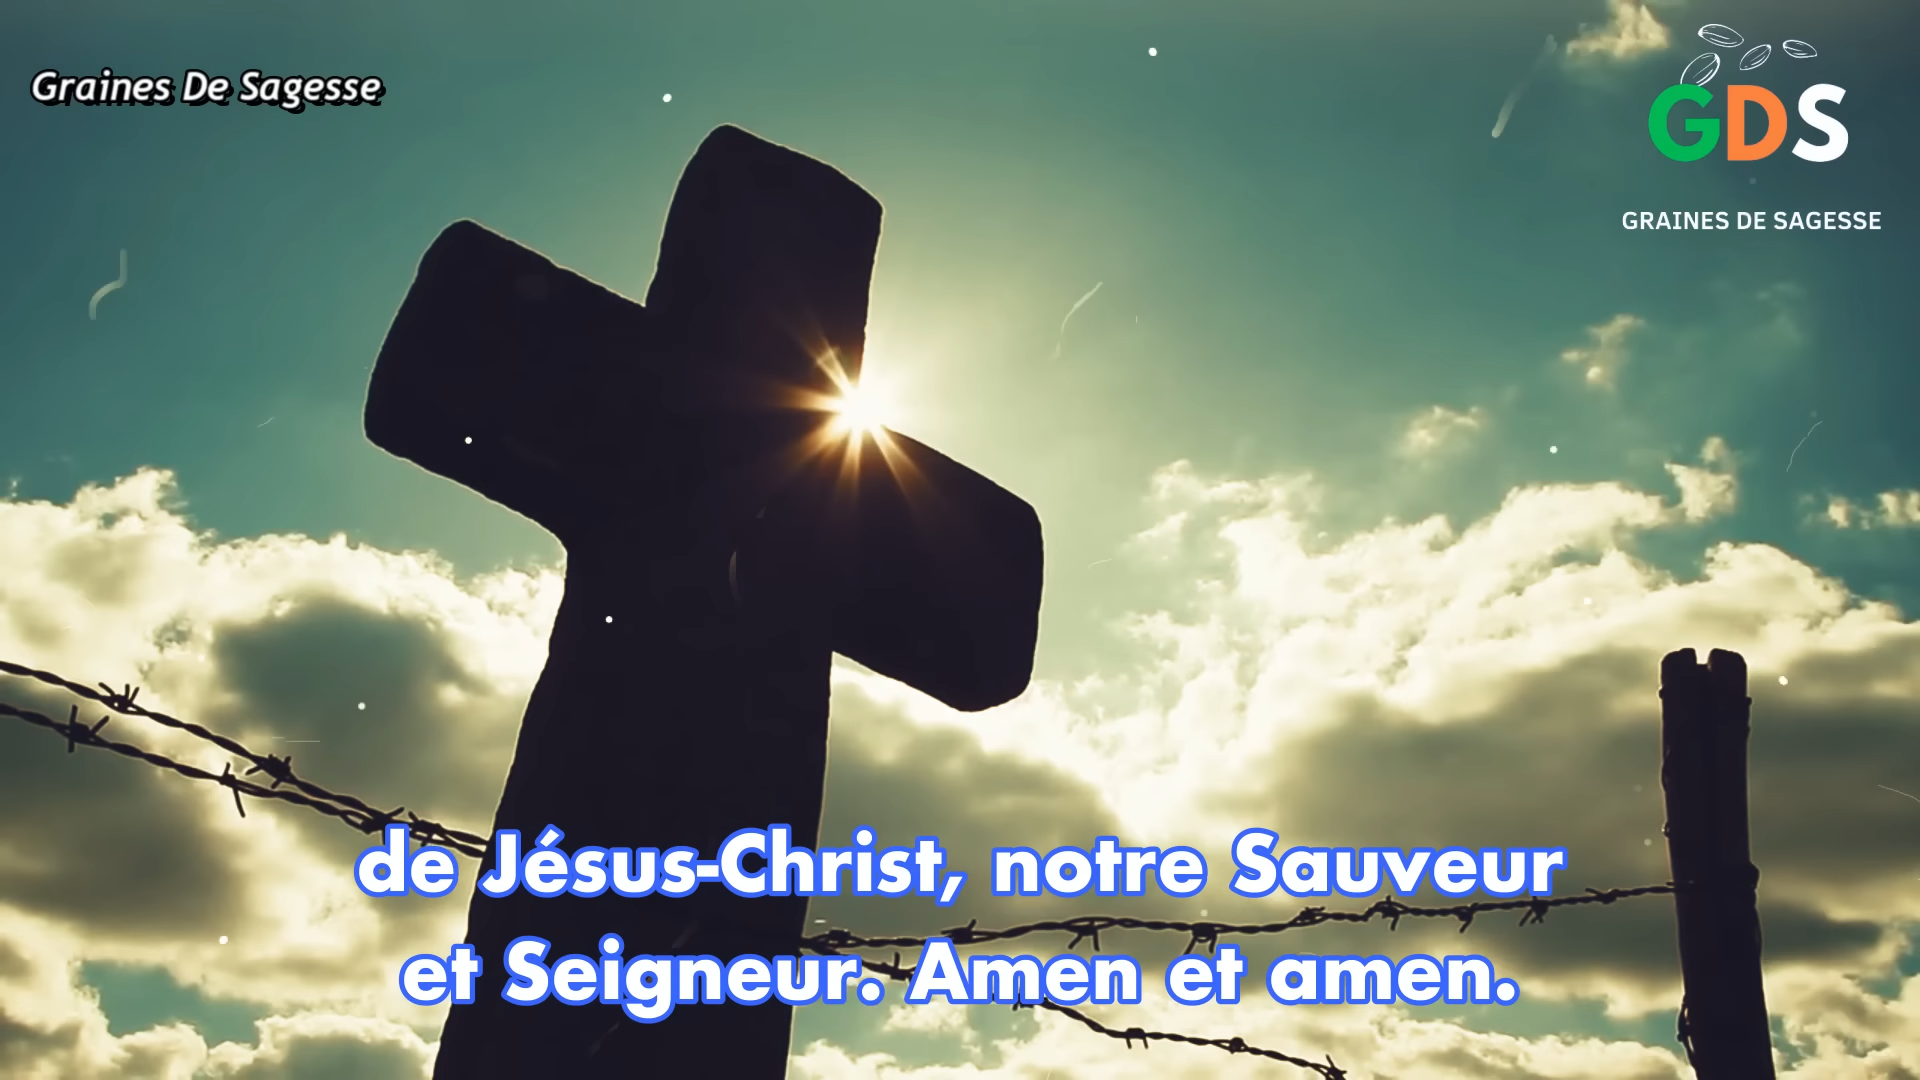 Graines De Sagesse
GDS
GRAINES DE SAGESSE
de Jésus-Christ, notre Sauveur
et Seigneur. Amen et amen.